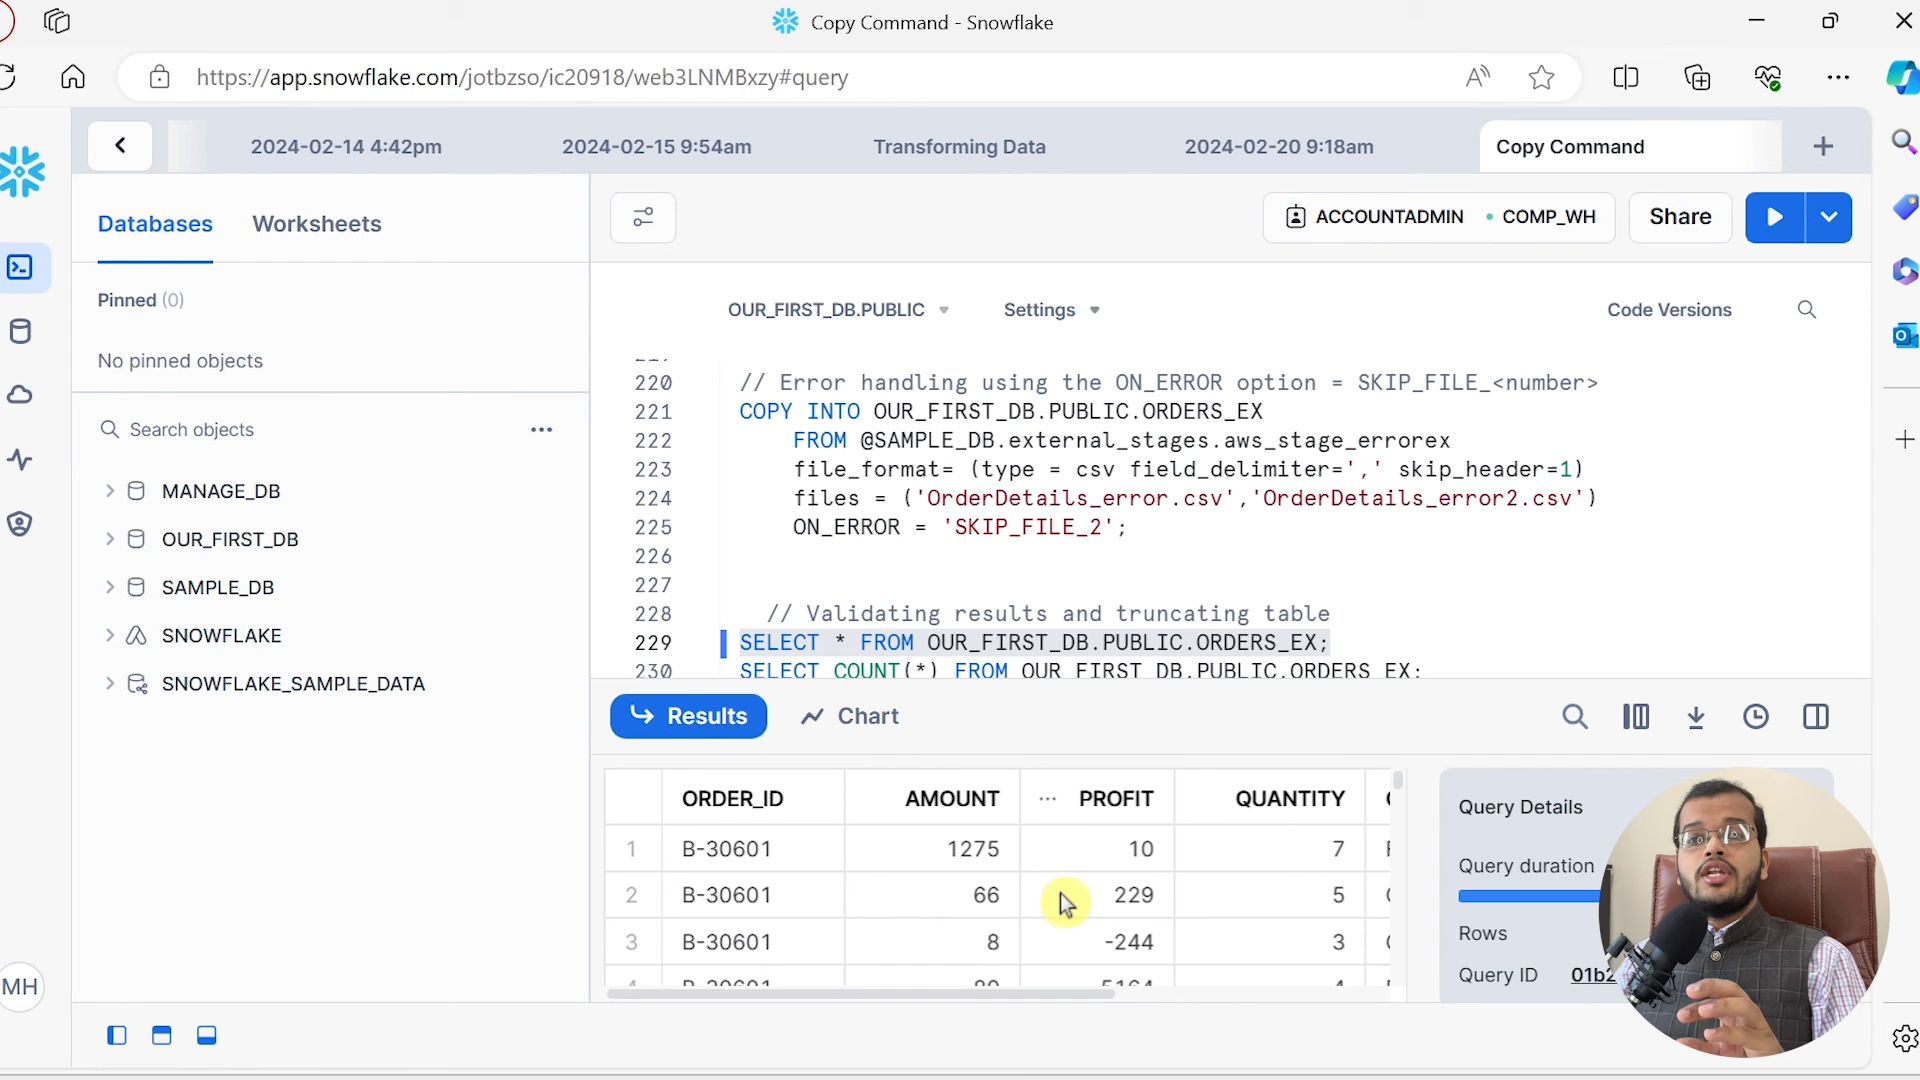 Copy Command - Snowflake
https://app.snowflake.com/jotbzso/ic20918/web3LNMBxzy#query
2024-02-14 4:42pm
2024-02-15 9:54am
Transforming Data
2024-02-20 9:18am
Copy Command
Databases
Worksheets
ACCOUNTADMIN
COMP_WH
Share
Pinned (0)
No pinned objects
OUR_FIRST_DB.PUBLIC
Settings
Code Versions
Search objects
MANAGE_DB
OUR_FIRST_DB
SAMPLE_DB
SNOWFLAKE
SNOWFLAKE_SAMPLE_DATA
MH
220 // Error handling using the ON_ERROR option = SKIP_FILE_<number>
221 COPY INTO OUR_FIRST_DB.PUBLIC.ORDERS_EX
222 FROM @SAMPLE_DB.external_stages.aws_stage_errorex
223 file_format= (type = csv field_delimiter=',' skip_header=1)
224 files = ('OrderDetails_error.csv','OrderDetails_error2.csv')
225 ON_ERROR = 'SKIP_FILE_2';
226
227
228 // Validating results and truncating table
229 SELECT * FROM OUR_FIRST_DB.PUBLIC.ORDERS_EX;
230 SELECT COUNT(*) FROM OUR_FIRST_DB.PUBLIC.ORDERS_EX;
Results
Chart
ORDER_ID AMOUNT ... PROFIT QUANTITY
1 B-30601 1275 10 7
2 B-30601 66 229 5
3 B-30601 8 -244 3
Query Details
Query duration
Rows
Query ID 01b2